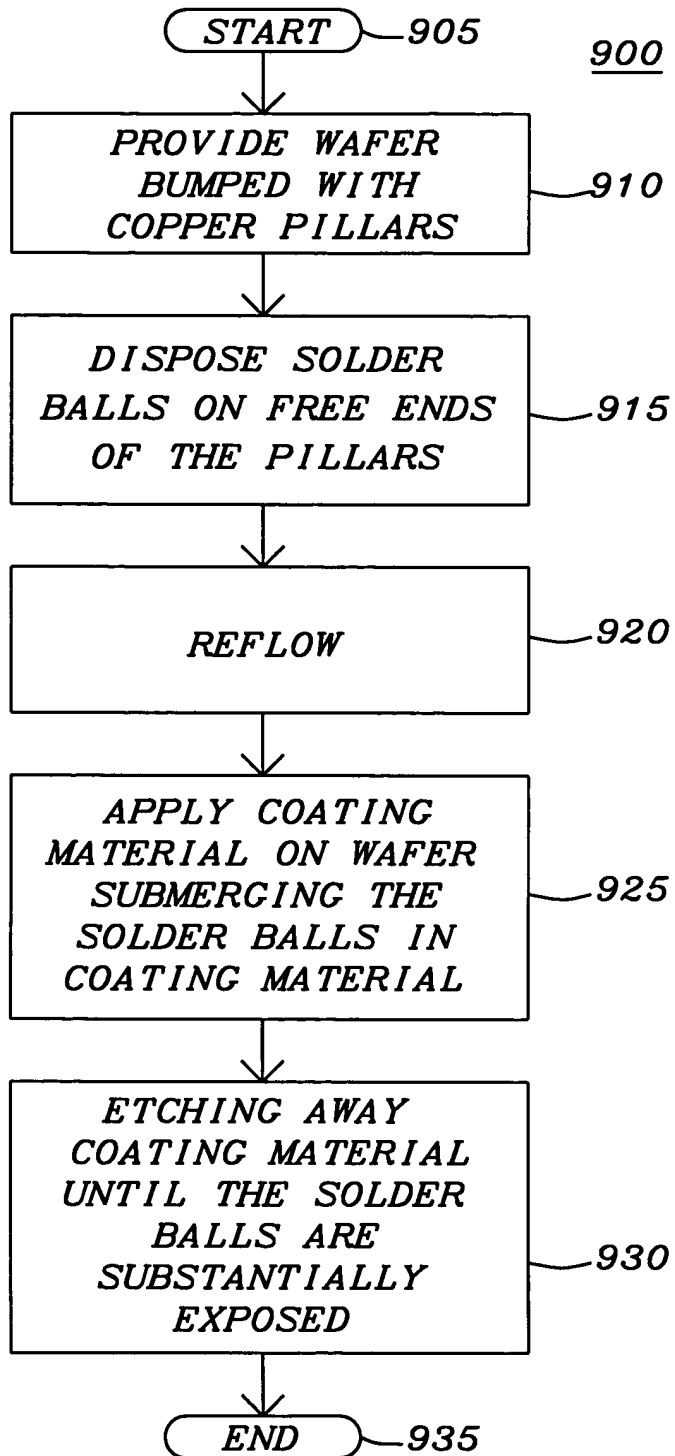 START 905
900
PROVIDE WAFER
BUMPED WITH
COPPER PILLARS
910
DISPOSE SOLDER
BALLS ON FREE ENDS
OF THE PILLARS
915
REFLOW
920
APPLY COATING
MATERIAL ON WAFER
SUBMERGING THE
SOLDER BALLS IN
COATING MATERIAL
925
ETCHING AWAY
COATING MATERIAL
UNTIL THE SOLDER
BALLS ARE
SUBSTANTIALLY
EXPOSED
930
END 935